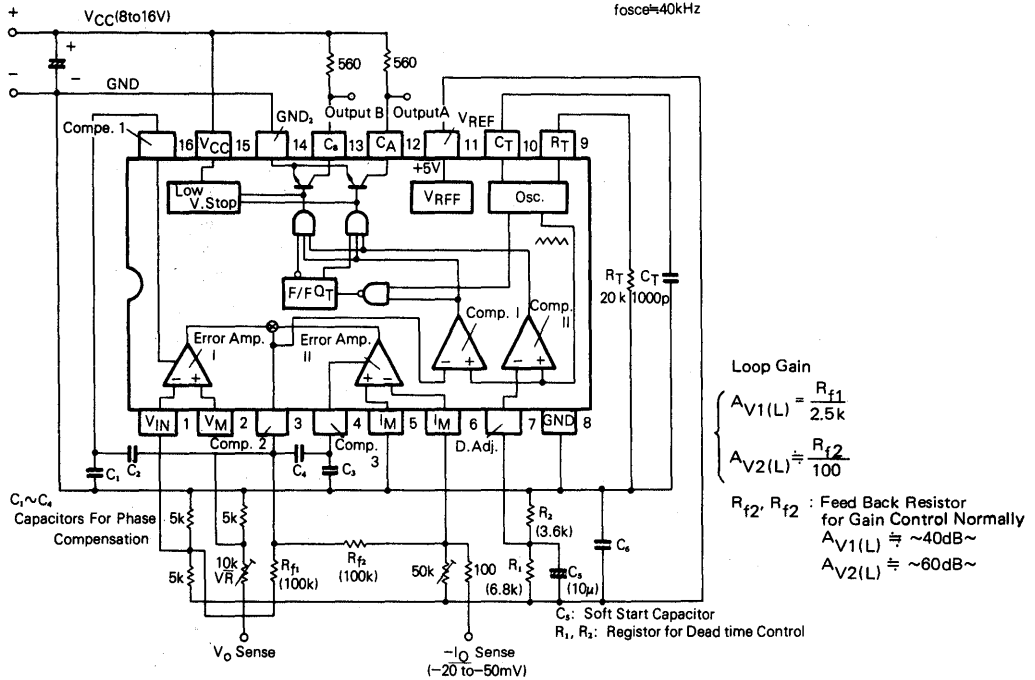 fosce≒40kHz
+
VCC(8to16V)
+
−
−
GND
560
560
Output B
OutputA
Compe. 1
GND₂
VREF
16
VCC
15
14
C₈
13
CA
12
11
CT
10
RT
9
+5V
Low
V.Stop
VRFF
Osc.
F/F QT
RT
20 k
CT
1000p
Comp. I
Comp.
II
Error Amp.
I
Error Amp.
II
− +
+ −
− +
− +
VIN
1
VM
2
3
4
IM
5
IM
6
7
GND
8
Comp. 2
Comp.
3
D.Adj.
C₁
C₂
C₄
C₃
C₁~C₄
Capacitors For Phase
Compensation
5k
5k
5k
10k
VR
Rf1
(100k)
Rf2
(100k)
50k
100
R₂
(3.6k)
R₁
(6.8k)
C₅
(10μ)
C₆
C₅: Soft Start Capacitor
R₁, R₂: Registor for Dead time Control
VO Sense
−IO Sense
(−20 to−50mV)
Loop Gain
AV1(L) = Rf1
2.5k
AV2(L) ≒ Rf2
100
Rf2, Rf2 : Feed Back Resistor
for Gain Control Normally
AV1(L) ≒ ~40dB~
AV2(L) ≒ ~60dB~